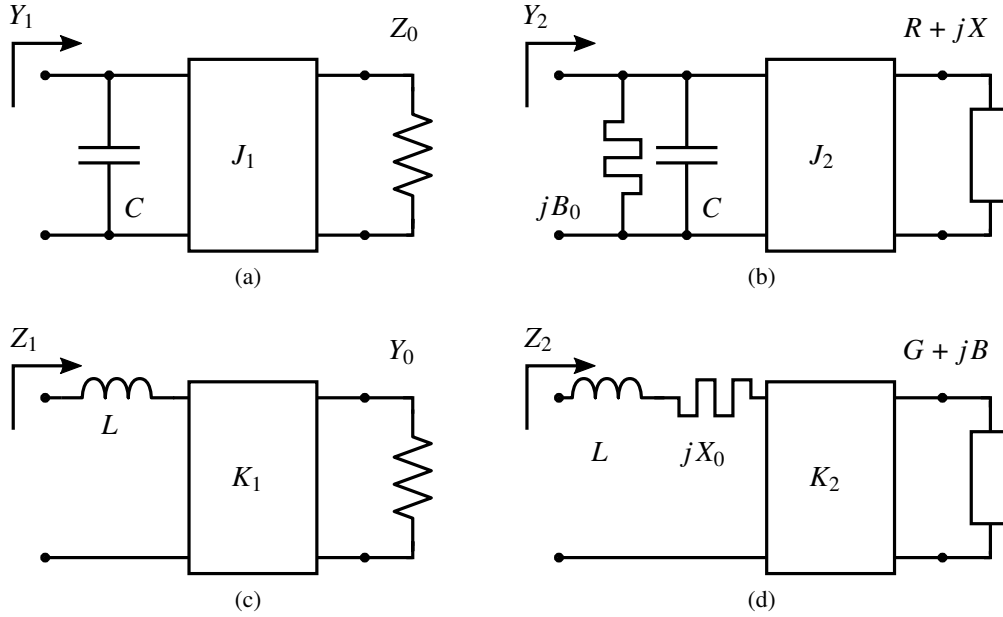 Y₁ Z₀ Y₂ R + jX
J₁ J₂
C jB₀ C
(a) (b)
Z₁ Y₀ Z₂ G + jB
L L jX₀
K₁ K₂
(c) (d)